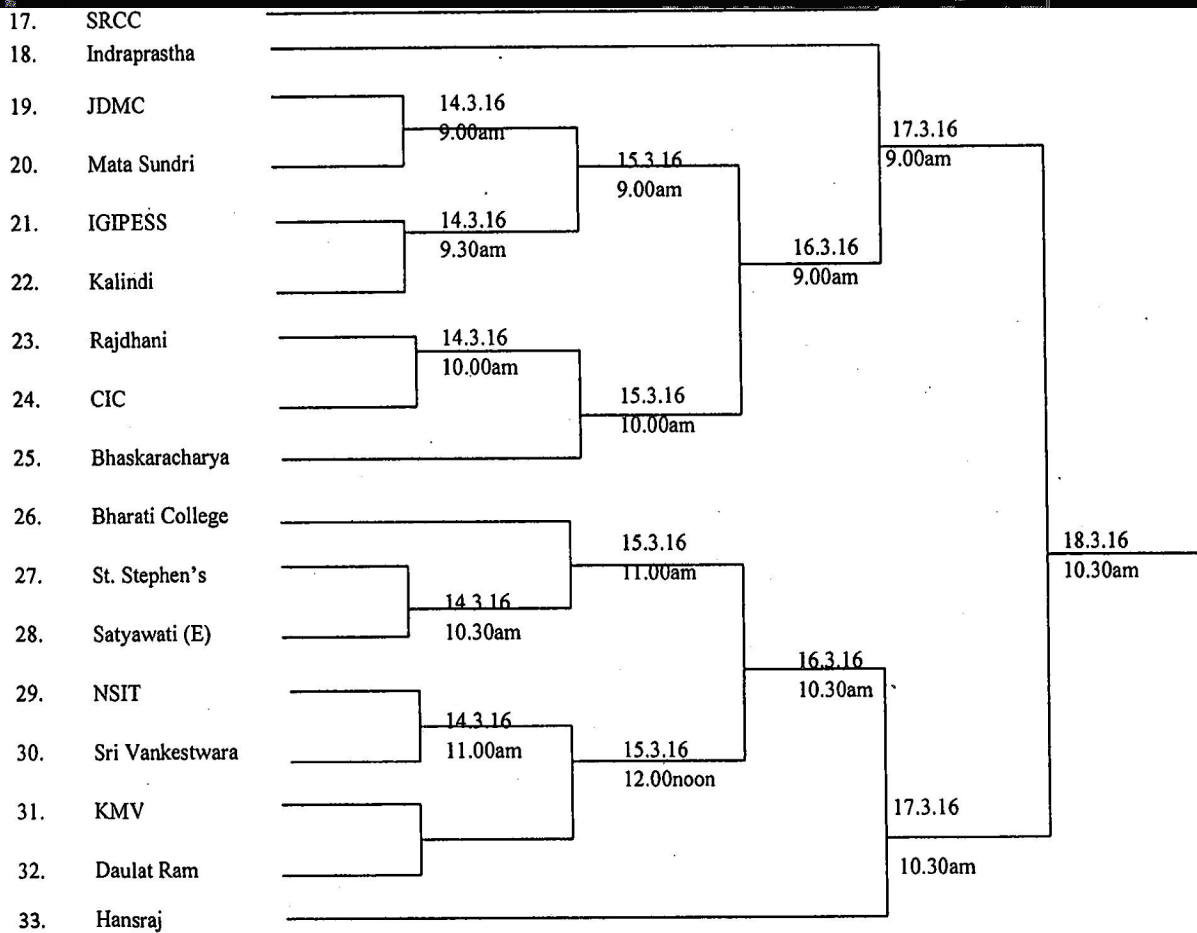 17. SRCC
18. Indraprastha
19. JDMC
14.3.16
9.00am
17.3.16
9.00am
20. Mata Sundri
15.3.16
9.00am
21. IGIPESS
14.3.16
9.30am
16.3.16
9.00am
22. Kalindi
23. Rajdhani
14.3.16
10.00am
24. CIC
15.3.16
10.00am
25. Bhaskaracharya
26. Bharati College
15.3.16
11.00am
18.3.16
10.30am
27. St. Stephen's
14.3.16
10.30am
28. Satyawati (E)
16.3.16
10.30am
29. NSIT
14.3.16
11.00am
30. Sri Vankestwara
15.3.16
12.00noon
31. KMV
17.3.16
10.30am
32. Daulat Ram
33. Hansraj